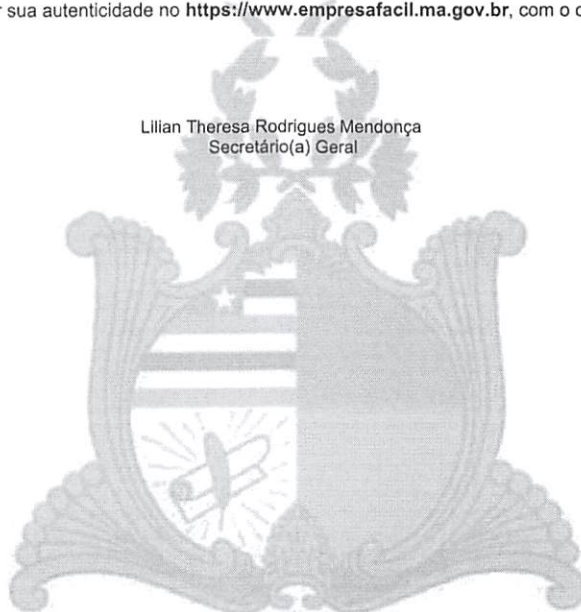 r sua autenticidade no https://www.empresafacil.ma.gov.br, com o c
Lilian Theresa Rodrigues Mendonça
Secretário(a) Geral